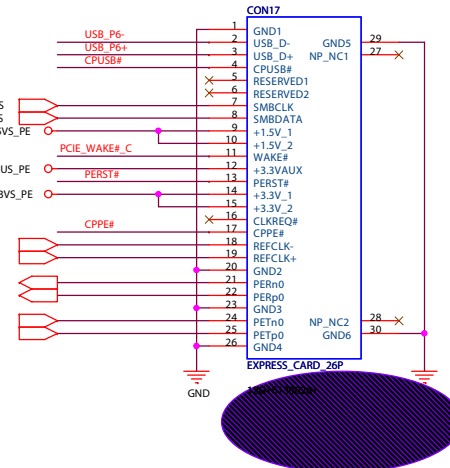 CON17
1 GND1
USB_P6- 2 USB_D- GND5 29
USB_P6+ 3 USB_D+ NP_NC1 27
CPUSB# 4 CPUSB#
5 RESERVED1
6 RESERVED2
S 7 SMBCLK
S 8 SMBDATA
5VS_PE 9 +1.5V_1
10 +1.5V_2
PCIE_WAKE#_C 11 WAKE#
US_PE 12 +3.3VAUX
PERST# 13 PERST#
3VS_PE 14 +3.3V_1
15 +3.3V_2
16 CLKREQ#
CPPE# 17 CPPE#
18 REFCLK-
19 REFCLK+
20 GND2
21 PERn0
22 PERp0
23 GND3
24 PETn0 NP_NC2 28
25 PETp0 GND6 30
26 GND4
EXPRESS_CARD_26P
GND